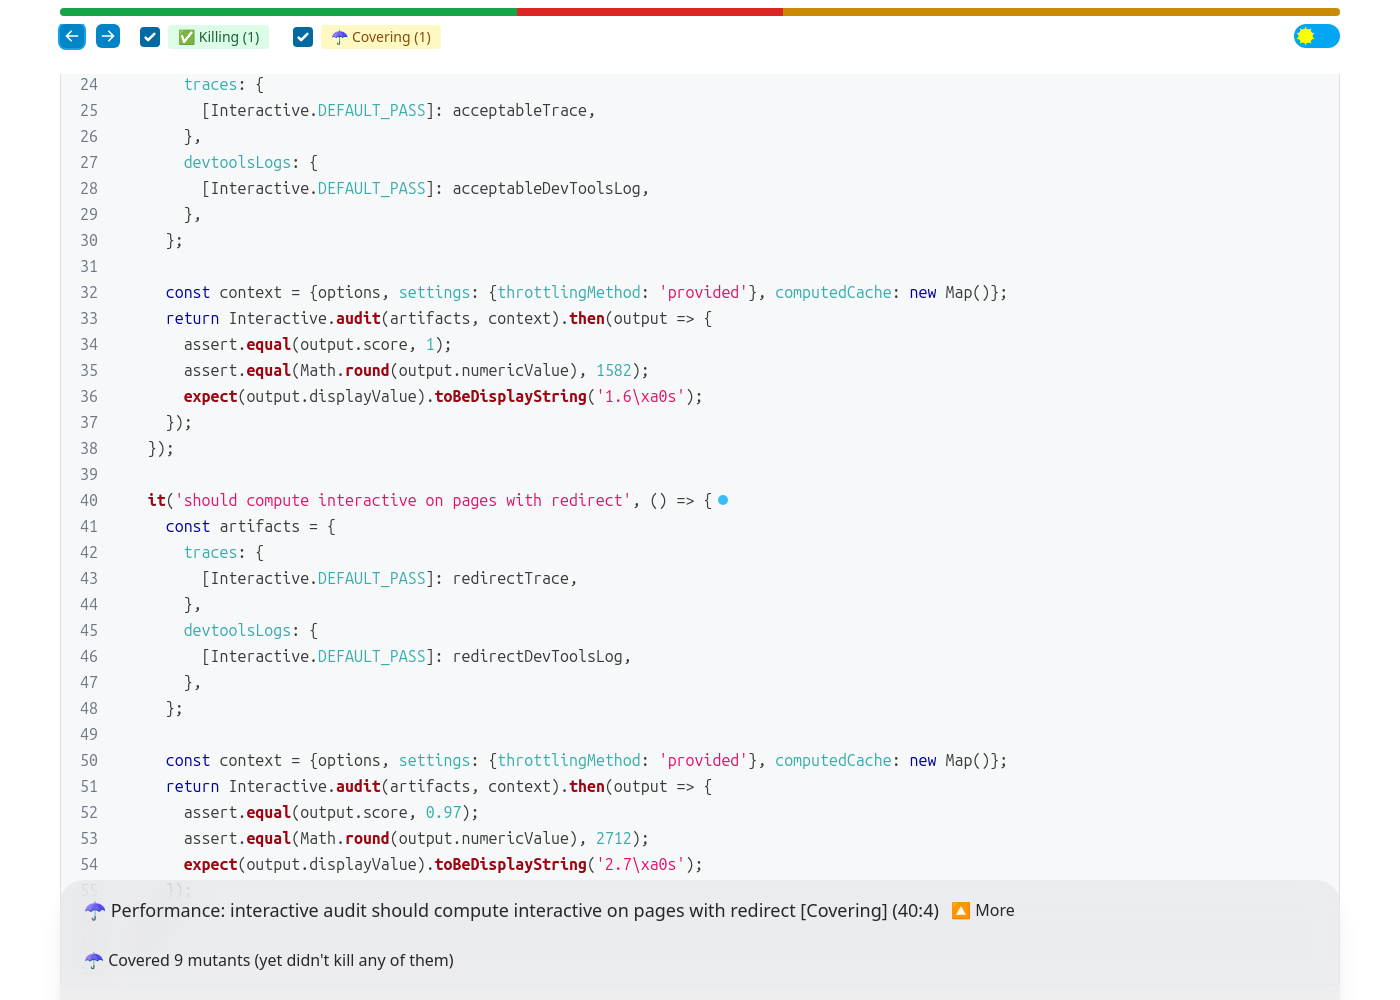 ✅ Killing (1) ☂️ Covering (1)
24 traces: {
25 [Interactive.DEFAULT_PASS]: acceptableTrace,
26 },
27 devtoolsLogs: {
28 [Interactive.DEFAULT_PASS]: acceptableDevToolsLog,
29 },
30 };
31
32 const context = {options, settings: {throttlingMethod: 'provided'}, computedCache: new Map()};
33 return Interactive.audit(artifacts, context).then(output => {
34 assert.equal(output.score, 1);
35 assert.equal(Math.round(output.numericValue), 1582);
36 expect(output.displayValue).toBeDisplayString('1.6\xa0s');
37 });
38 });
39
40 it('should compute interactive on pages with redirect', () => {
41 const artifacts = {
42 traces: {
43 [Interactive.DEFAULT_PASS]: redirectTrace,
44 },
45 devtoolsLogs: {
46 [Interactive.DEFAULT_PASS]: redirectDevToolsLog,
47 },
48 };
49
50 const context = {options, settings: {throttlingMethod: 'provided'}, computedCache: new Map()};
51 return Interactive.audit(artifacts, context).then(output => {
52 assert.equal(output.score, 0.97);
53 assert.equal(Math.round(output.numericValue), 2712);
54 expect(output.displayValue).toBeDisplayString('2.7\xa0s');
55 });
☂️ Performance: interactive audit should compute interactive on pages with redirect [Covering] (40:4) 🔼 More
☂️ Covered 9 mutants (yet didn't kill any of them)